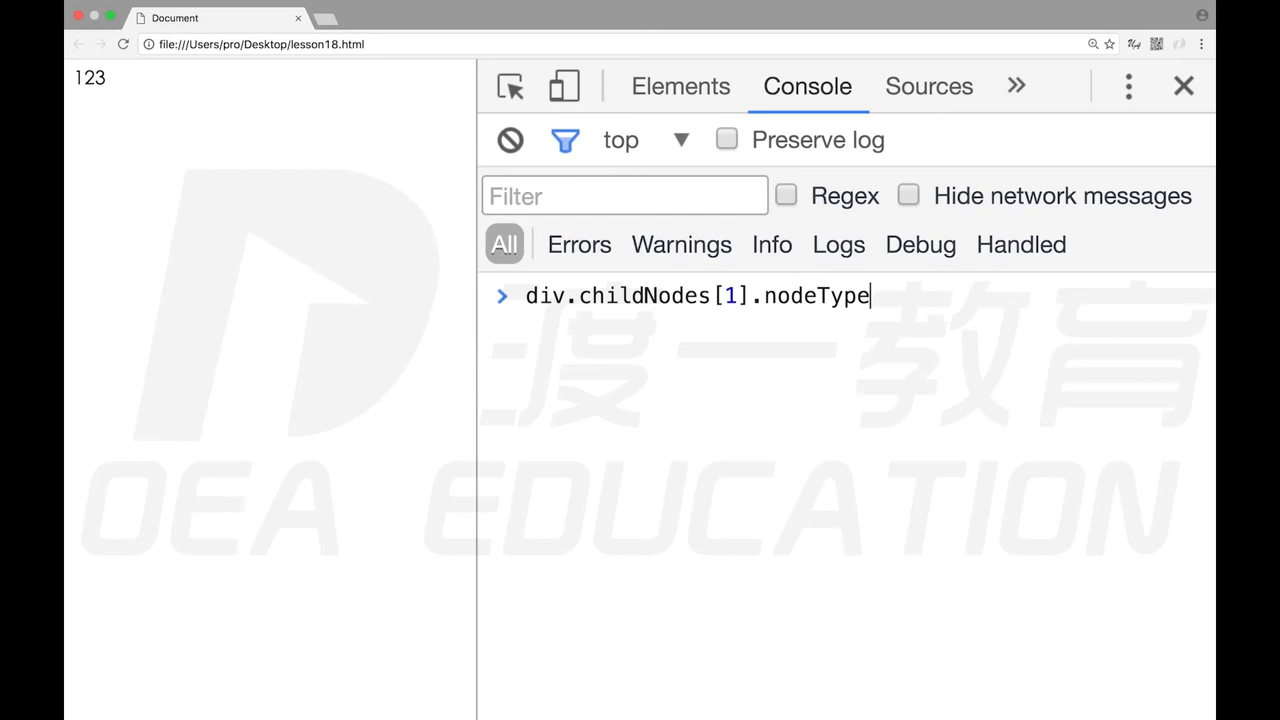 Document
file:///Users/pro/Desktop/lesson18.html
123
Elements Console Sources
top Preserve log
Filter Regex Hide network messages
All Errors Warnings Info Logs Debug Handled
div.childNodes[1].nodeType
渡一教育
DEA EDUCATION